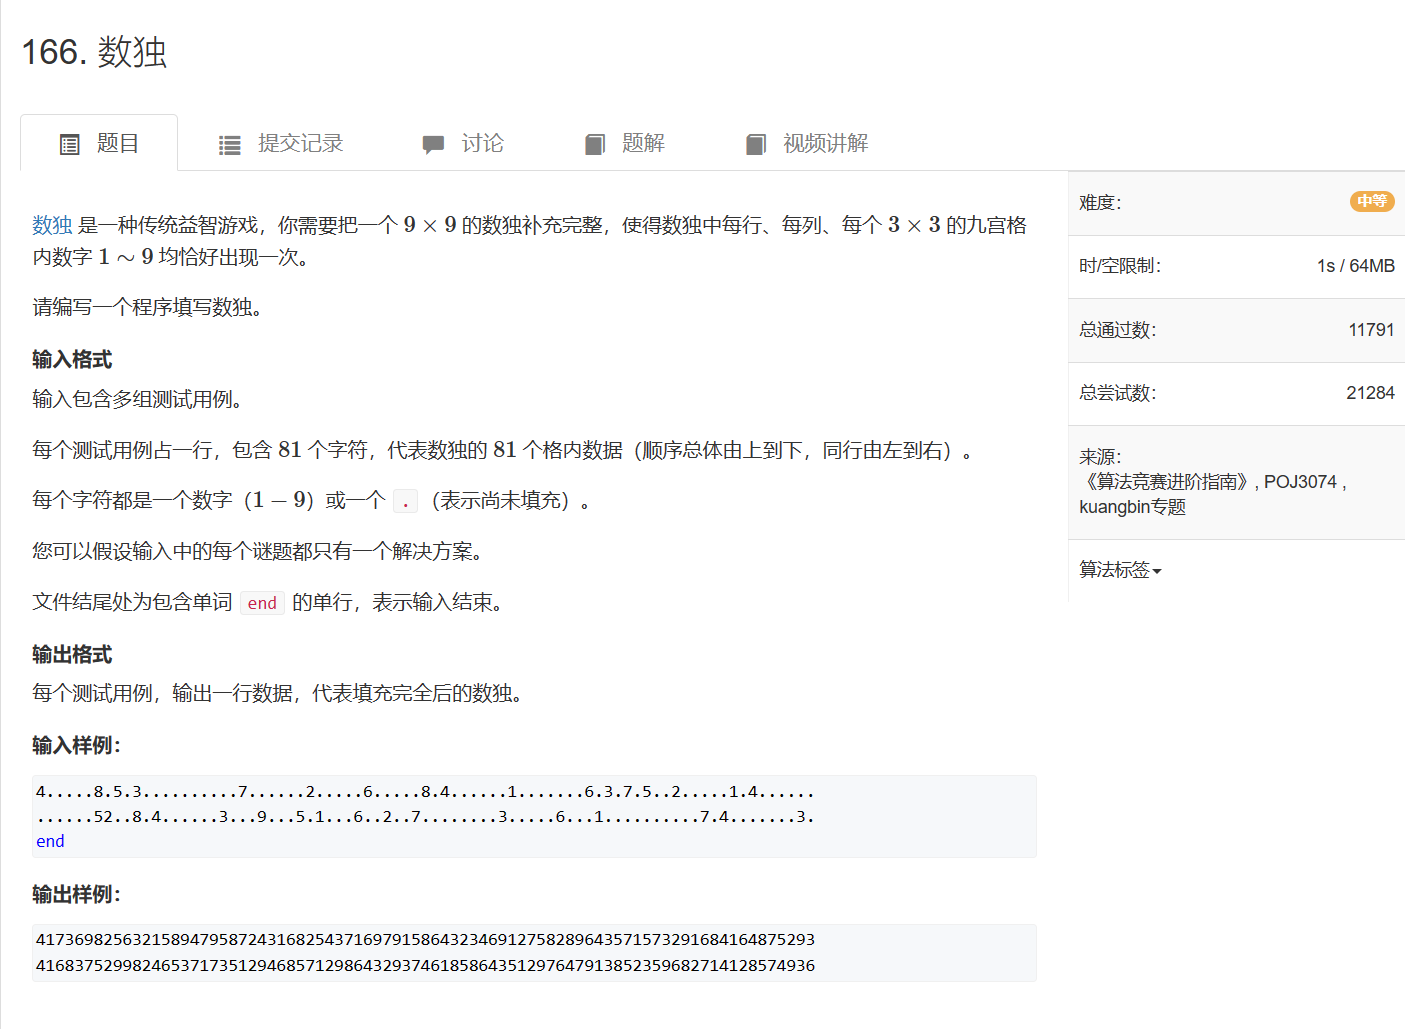 166. 数独
题目 提交记录 讨论 题解 视频讲解
数独 是一种传统益智游戏，你需要把一个 9 × 9 的数独补充完整，使得数独中每行、每列、每个 3 × 3 的九宫格
内数字 1 ∼ 9 均恰好出现一次。
请编写一个程序填写数独。
输入格式
输入包含多组测试用例。
每个测试用例占一行，包含 81 个字符，代表数独的 81 个格内数据（顺序总体由上到下，同行由左到右）。
每个字符都是一个数字（1 − 9）或一个 . （表示尚未填充）。
您可以假设输入中的每个谜题都只有一个解决方案。
文件结尾处为包含单词 end 的单行，表示输入结束。
输出格式
每个测试用例，输出一行数据，代表填充完全后的数独。
输入样例：
4.....8.5.3..........7......2.....6.....8.4......1.......6.3.7.5..2.....1.4......
......52..8.4......3...9...5.1...6..2..7........3.....6...1..........7.4.......3.
end
输出样例：
417369825632158947958724316825437169791586432346912758289643571573291684164875293
416837529982465371735129468571298643293746185864351297647913852359682714128574936
难度： 中等
时/空限制： 1s / 64MB
总通过数： 11791
总尝试数： 21284
来源：
《算法竞赛进阶指南》, POJ3074 ,
kuangbin专题
算法标签